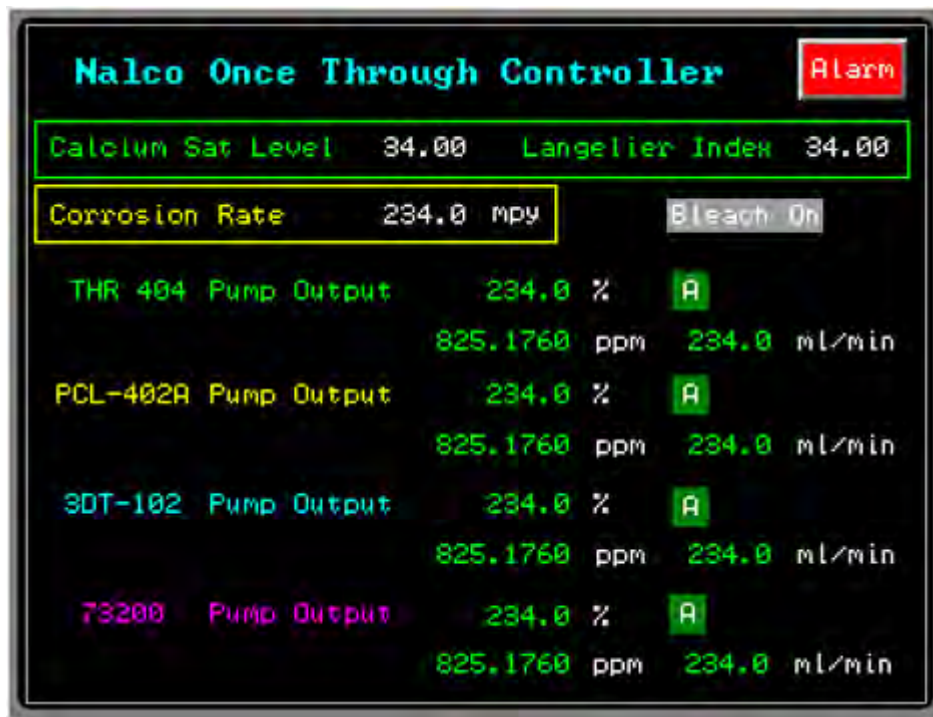 Nalco Once Through Controller Alarm
Calcium Sat Level 34.00 Langelier Index 34.00
Corrosion Rate 234.0 mpy Bleach On
THR 404 Pump Output 234.0 % A
825.1760 ppm 234.0 ml/min
PCL-402A Pump Output 234.0 % A
825.1760 ppm 234.0 ml/min
3DT-102 Pump Output 234.0 % A
825.1760 ppm 234.0 ml/min
73200 Pump Output 234.0 % A
825.1760 ppm 234.0 ml/min